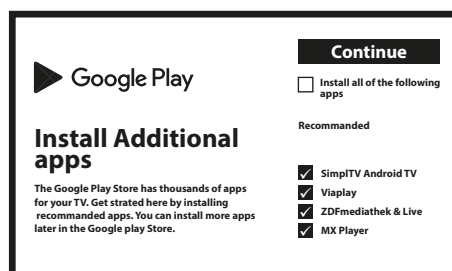 Google Play
Install Additional
apps
The Google Play Store has thousands of apps
for your TV. Get strated here by installing
recommanded apps. You can install more apps
later in the Google play Store.
Continue
Install all of the following
apps
Recommanded
SimplTV Android TV
Viaplay
ZDFmediathek & Live
MX Player